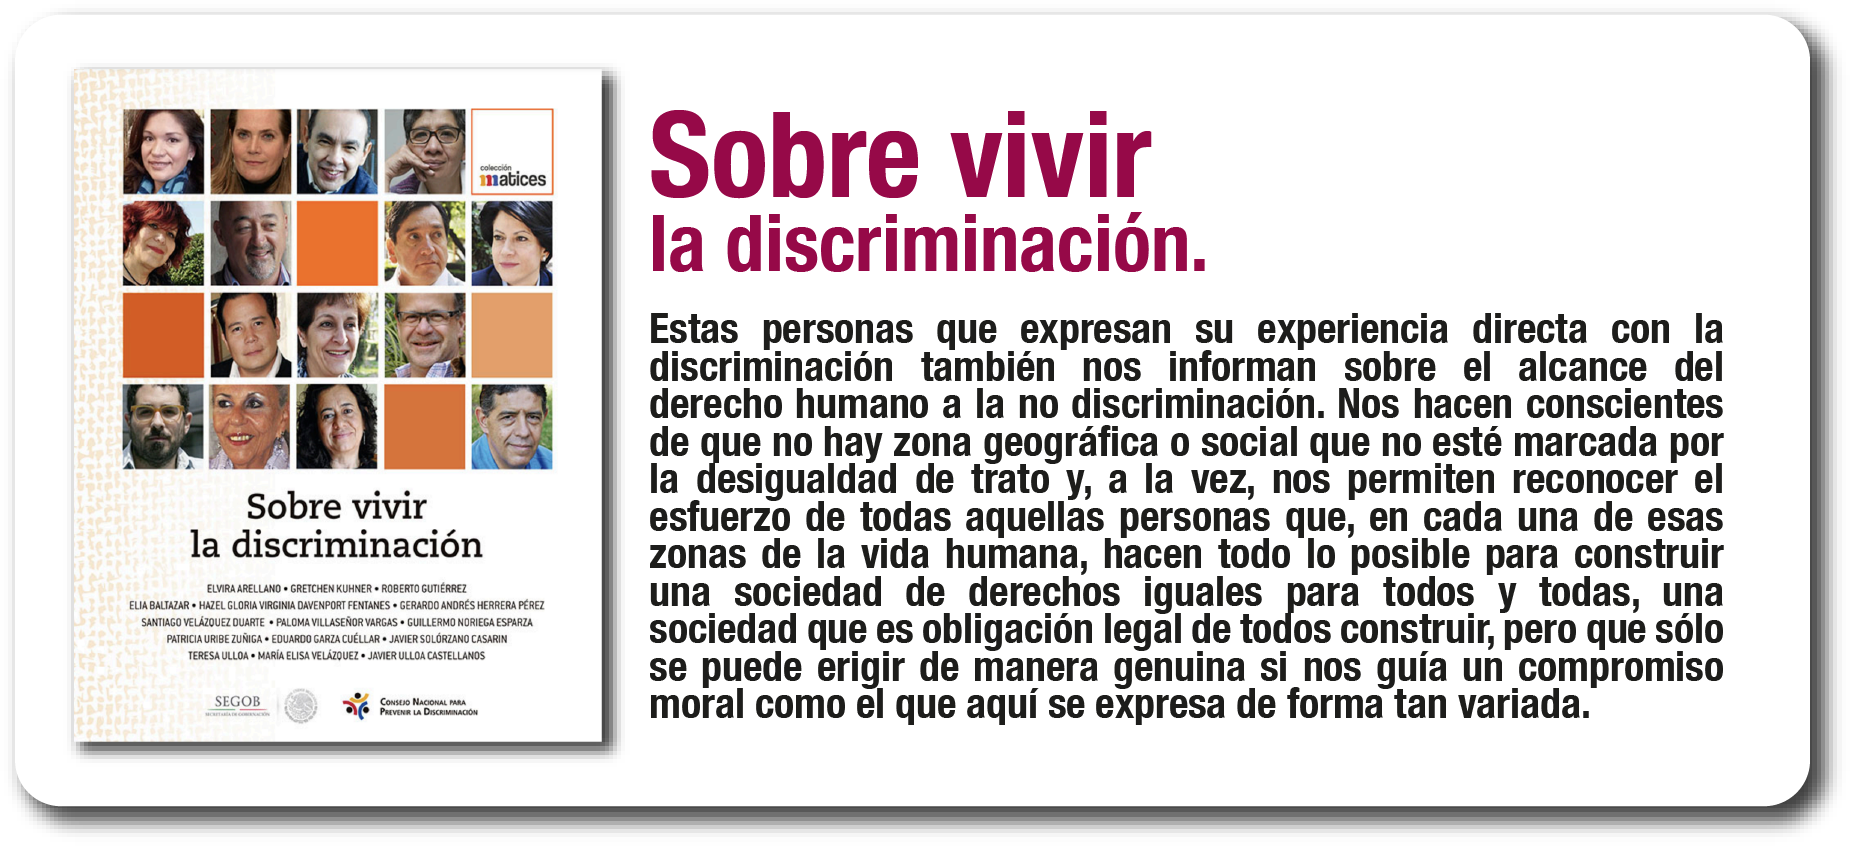 colección
matices
Sobre vivir
la discriminación
ELVIRA ARELLANO • GRETCHEN KUHNER • ROBERTO GUTIÉRREZ
ELIA BALTAZAR • HAZEL GLORIA VIRGINIA DAVENPORT FENTANES • GERARDO ANDRÉS HERRERA PÉREZ
SANTIAGO VELÁZQUEZ DUARTE • PALOMA VILLASEÑOR VARGAS • GUILLERMO NORIEGA ESPARZA
PATRICIA URIBE ZUÑIGA • EDUARDO GARZA CUÉLLAR • JAVIER SOLÓRZANO CASARIN
TERESA ULLOA • MARÍA ELISA VELÁZQUEZ • JAVIER ULLOA CASTELLANOS
SEGOB
SECRETARÍA DE GOBERNACIÓN
CONSEJO NACIONAL PARA
PREVENIR LA DISCRIMINACIÓN
Sobre vivir
la discriminación.
Estas personas que expresan su experiencia directa con la
discriminación también nos informan sobre el alcance del
derecho humano a la no discriminación. Nos hacen conscientes
de que no hay zona geográfica o social que no esté marcada por
la desigualdad de trato y, a la vez, nos permiten reconocer el
esfuerzo de todas aquellas personas que, en cada una de esas
zonas de la vida humana, hacen todo lo posible para construir
una sociedad de derechos iguales para todos y todas, una
sociedad que es obligación legal de todos construir, pero que sólo
se puede erigir de manera genuina si nos guía un compromiso
moral como el que aquí se expresa de forma tan variada.